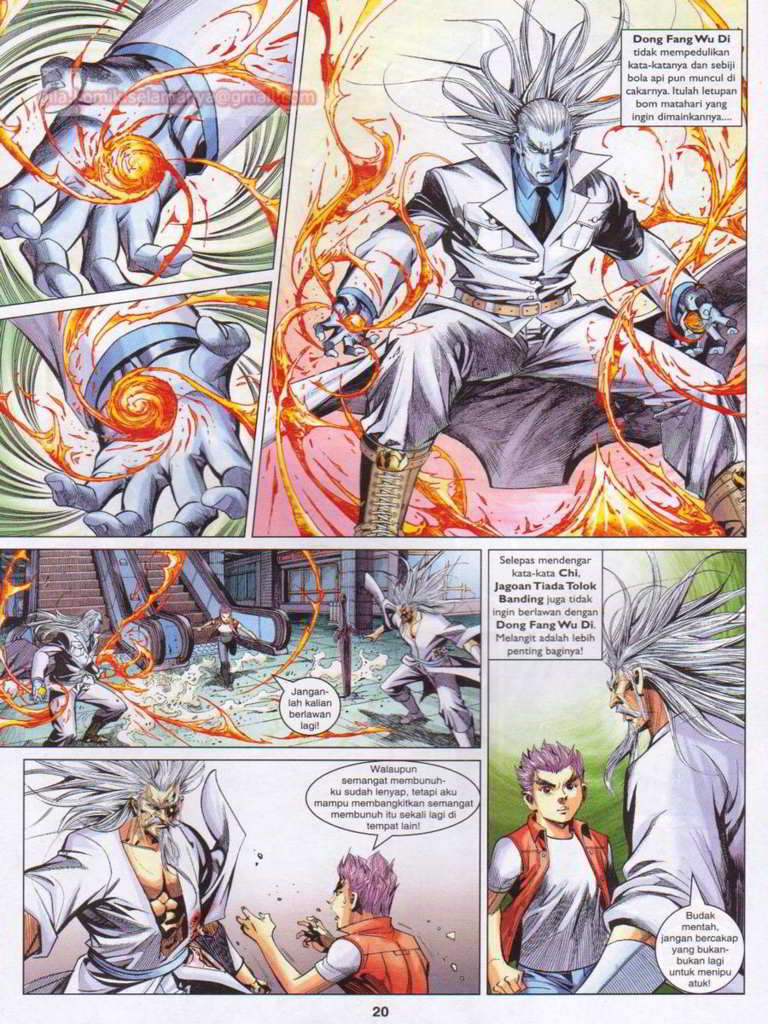 Dong Fang Wu Di
tidak mempedulikan
kata-katanya dan sebiji
bola api pun muncul di
cakarnya. Itulah letupan
bom matahari yang
ingin dimainkannya....
Jangan-
lah kalian
berlawan
lagi!
Selepas mendengar
kata-kata Chi,
Jagoan Tiada Tolok
Banding juga tidak
ingin berlawan dengan
Dong Fang Wu Di.
Melangit adalah lebih
penting baginya!
Walaupun
semangat membunuh-
ku sudah lenyap, tetapi aku
mampu membangkitkan semangat
membunuh itu sekali lagi di
tempat lain!
Budak
mentah,
jangan bercakap
yang bukan-
bukan lagi
untuk menipu
atuk!
20